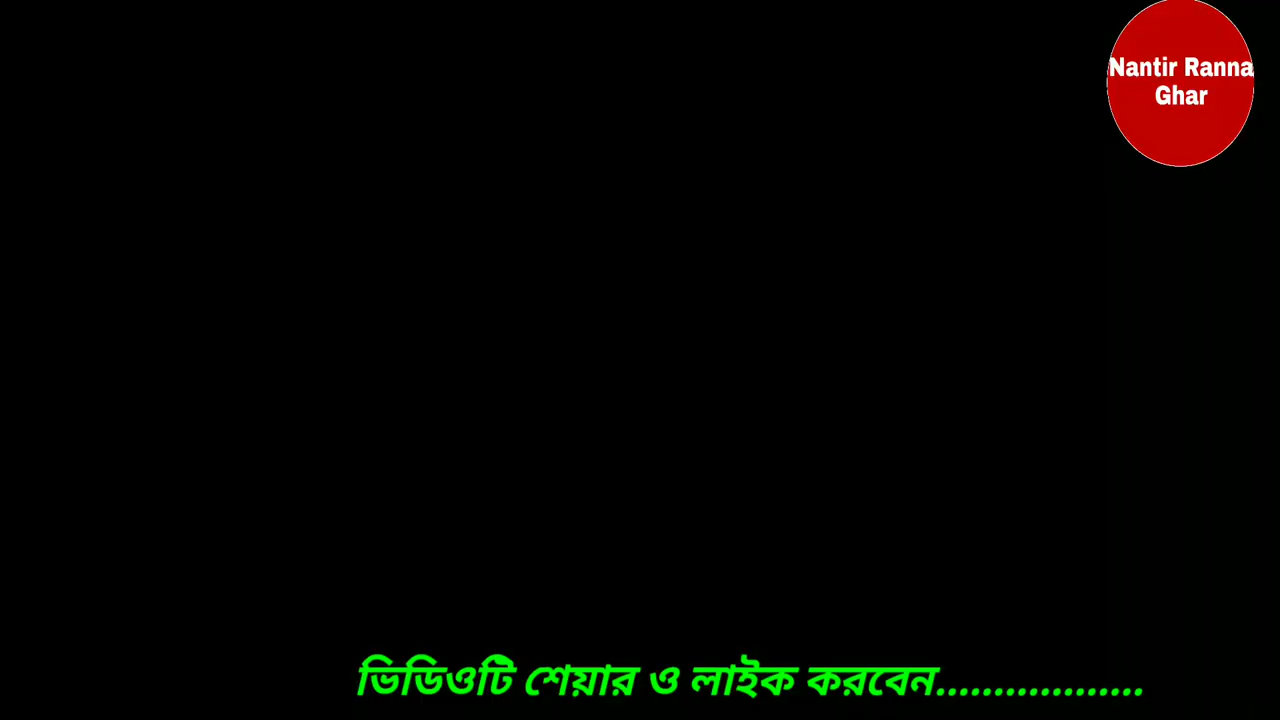 Nantir Ranna
Ghar
ভিডিওটি শেয়ার ও লাইক করবেন..................